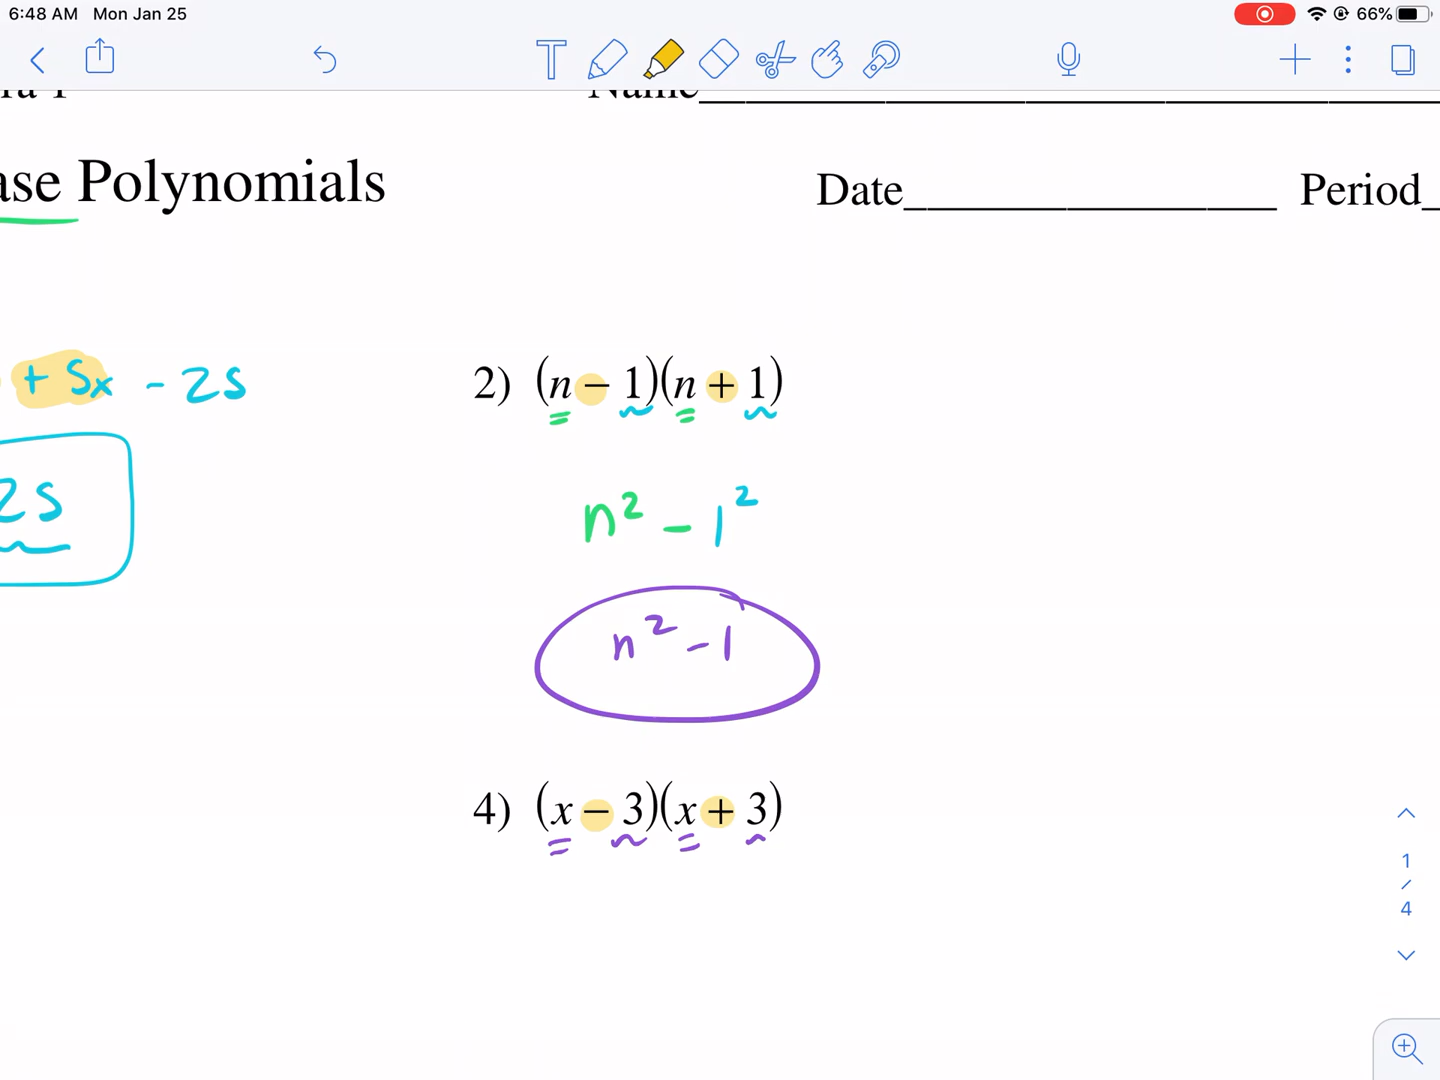 6:48 AM Mon Jan 25
66%
Name
ase Polynomials
Date Period
+ 5x - 25
2) (n − 1)(n + 1)
25
n² - 1²
n² - 1
4) (x − 3)(x + 3)
1
/
4